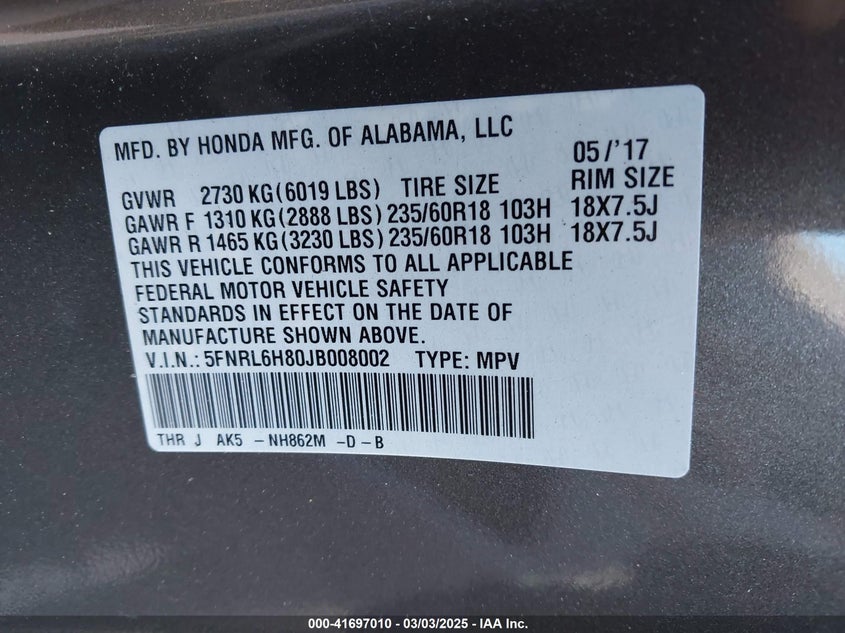 MFD. BY HONDA MFG. OF ALABAMA, LLC 05/'17
GVWR 2730 KG(6019 LBS) TIRE SIZE RIM SIZE
GAWR F 1310 KG(2888 LBS) 235/60R18 103H 18X7.5J
GAWR R 1465 KG(3230 LBS) 235/60R18 103H 18X7.5J
THIS VEHICLE CONFORMS TO ALL APPLICABLE
FEDERAL MOTOR VEHICLE SAFETY
STANDARDS IN EFFECT ON THE DATE OF
MANUFACTURE SHOWN ABOVE.
V.I.N.: 5FNRL6H80JB008002 TYPE: MPV
THR J AK5 -NH862M -D-B
000-41697010 - 03/03/2025 - IAA Inc.